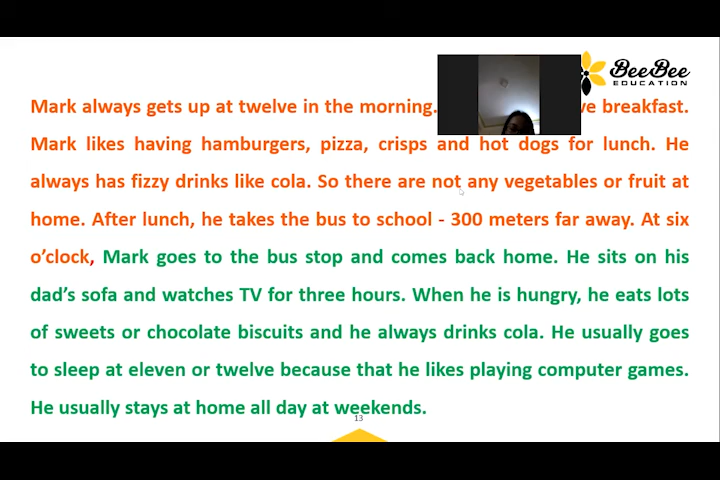 BeeBee
EDUCATION
Mark always gets up at twelve in the morning. breakfast.
Mark likes having hamburgers, pizza, crisps and hot dogs for lunch. He
always has fizzy drinks like cola. So there are not any vegetables or fruit at
home. After lunch, he takes the bus to school - 300 meters far away. At six
o’clock, Mark goes to the bus stop and comes back home. He sits on his
dad’s sofa and watches TV for three hours. When he is hungry, he eats lots
of sweets or chocolate biscuits and he always drinks cola. He usually goes
to sleep at eleven or twelve because that he likes playing computer games.
He usually stays at home all day at weekends.
13